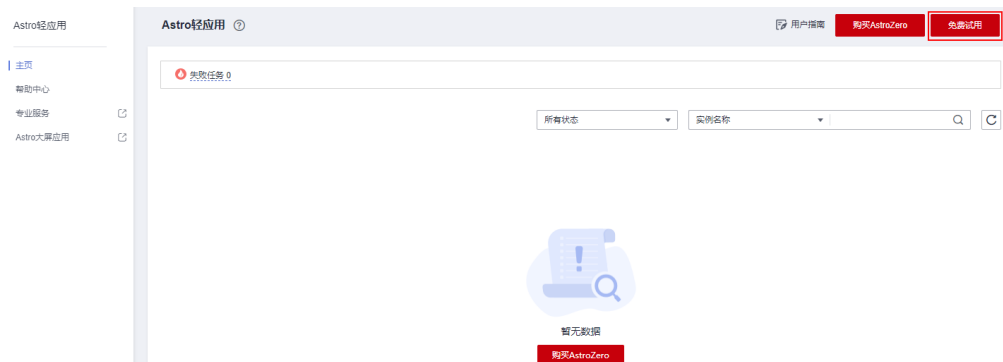 Astro轻应用
主页
帮助中心
专业服务
Astro大屏应用
Astro轻应用
用户指南
购买AstroZero
免费试用
失败任务 0
所有状态
实例名称
暂无数据
购买AstroZero